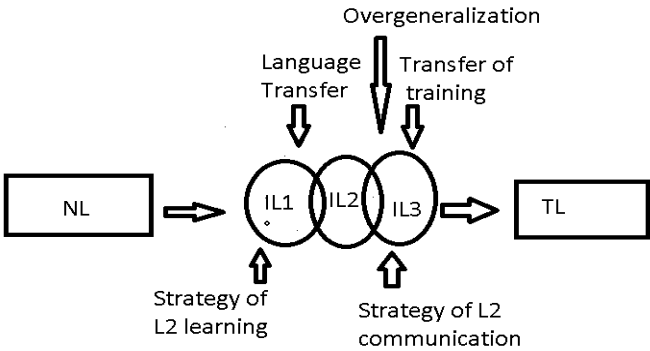 Overgeneralization
Language
Transfer
Transfer of
training
NL
IL1
IL2
IL3
TL
Strategy of
L2 learning
Strategy of L2
communication